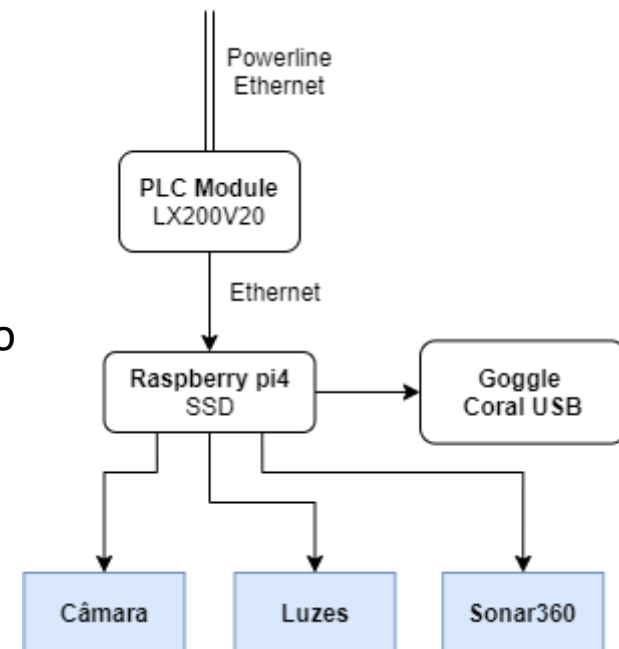 Powerline
Ethernet
PLC Module
LX200V20
Ethernet
o
Raspberry pi4
SSD
Goggle
Coral USB
Câmara
Luzes
Sonar360